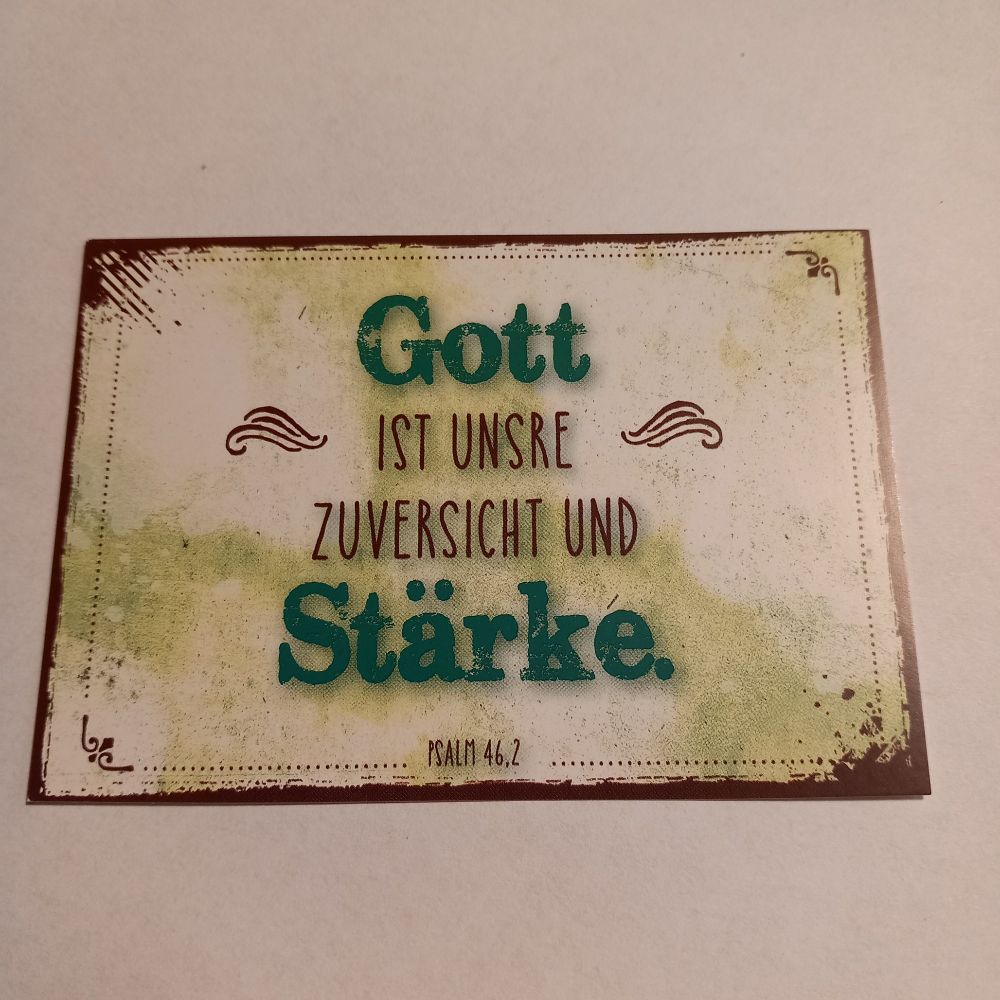 Gott
IST UNSRE
ZUVERSICHT UND
Stärke.
PSALM 46,2